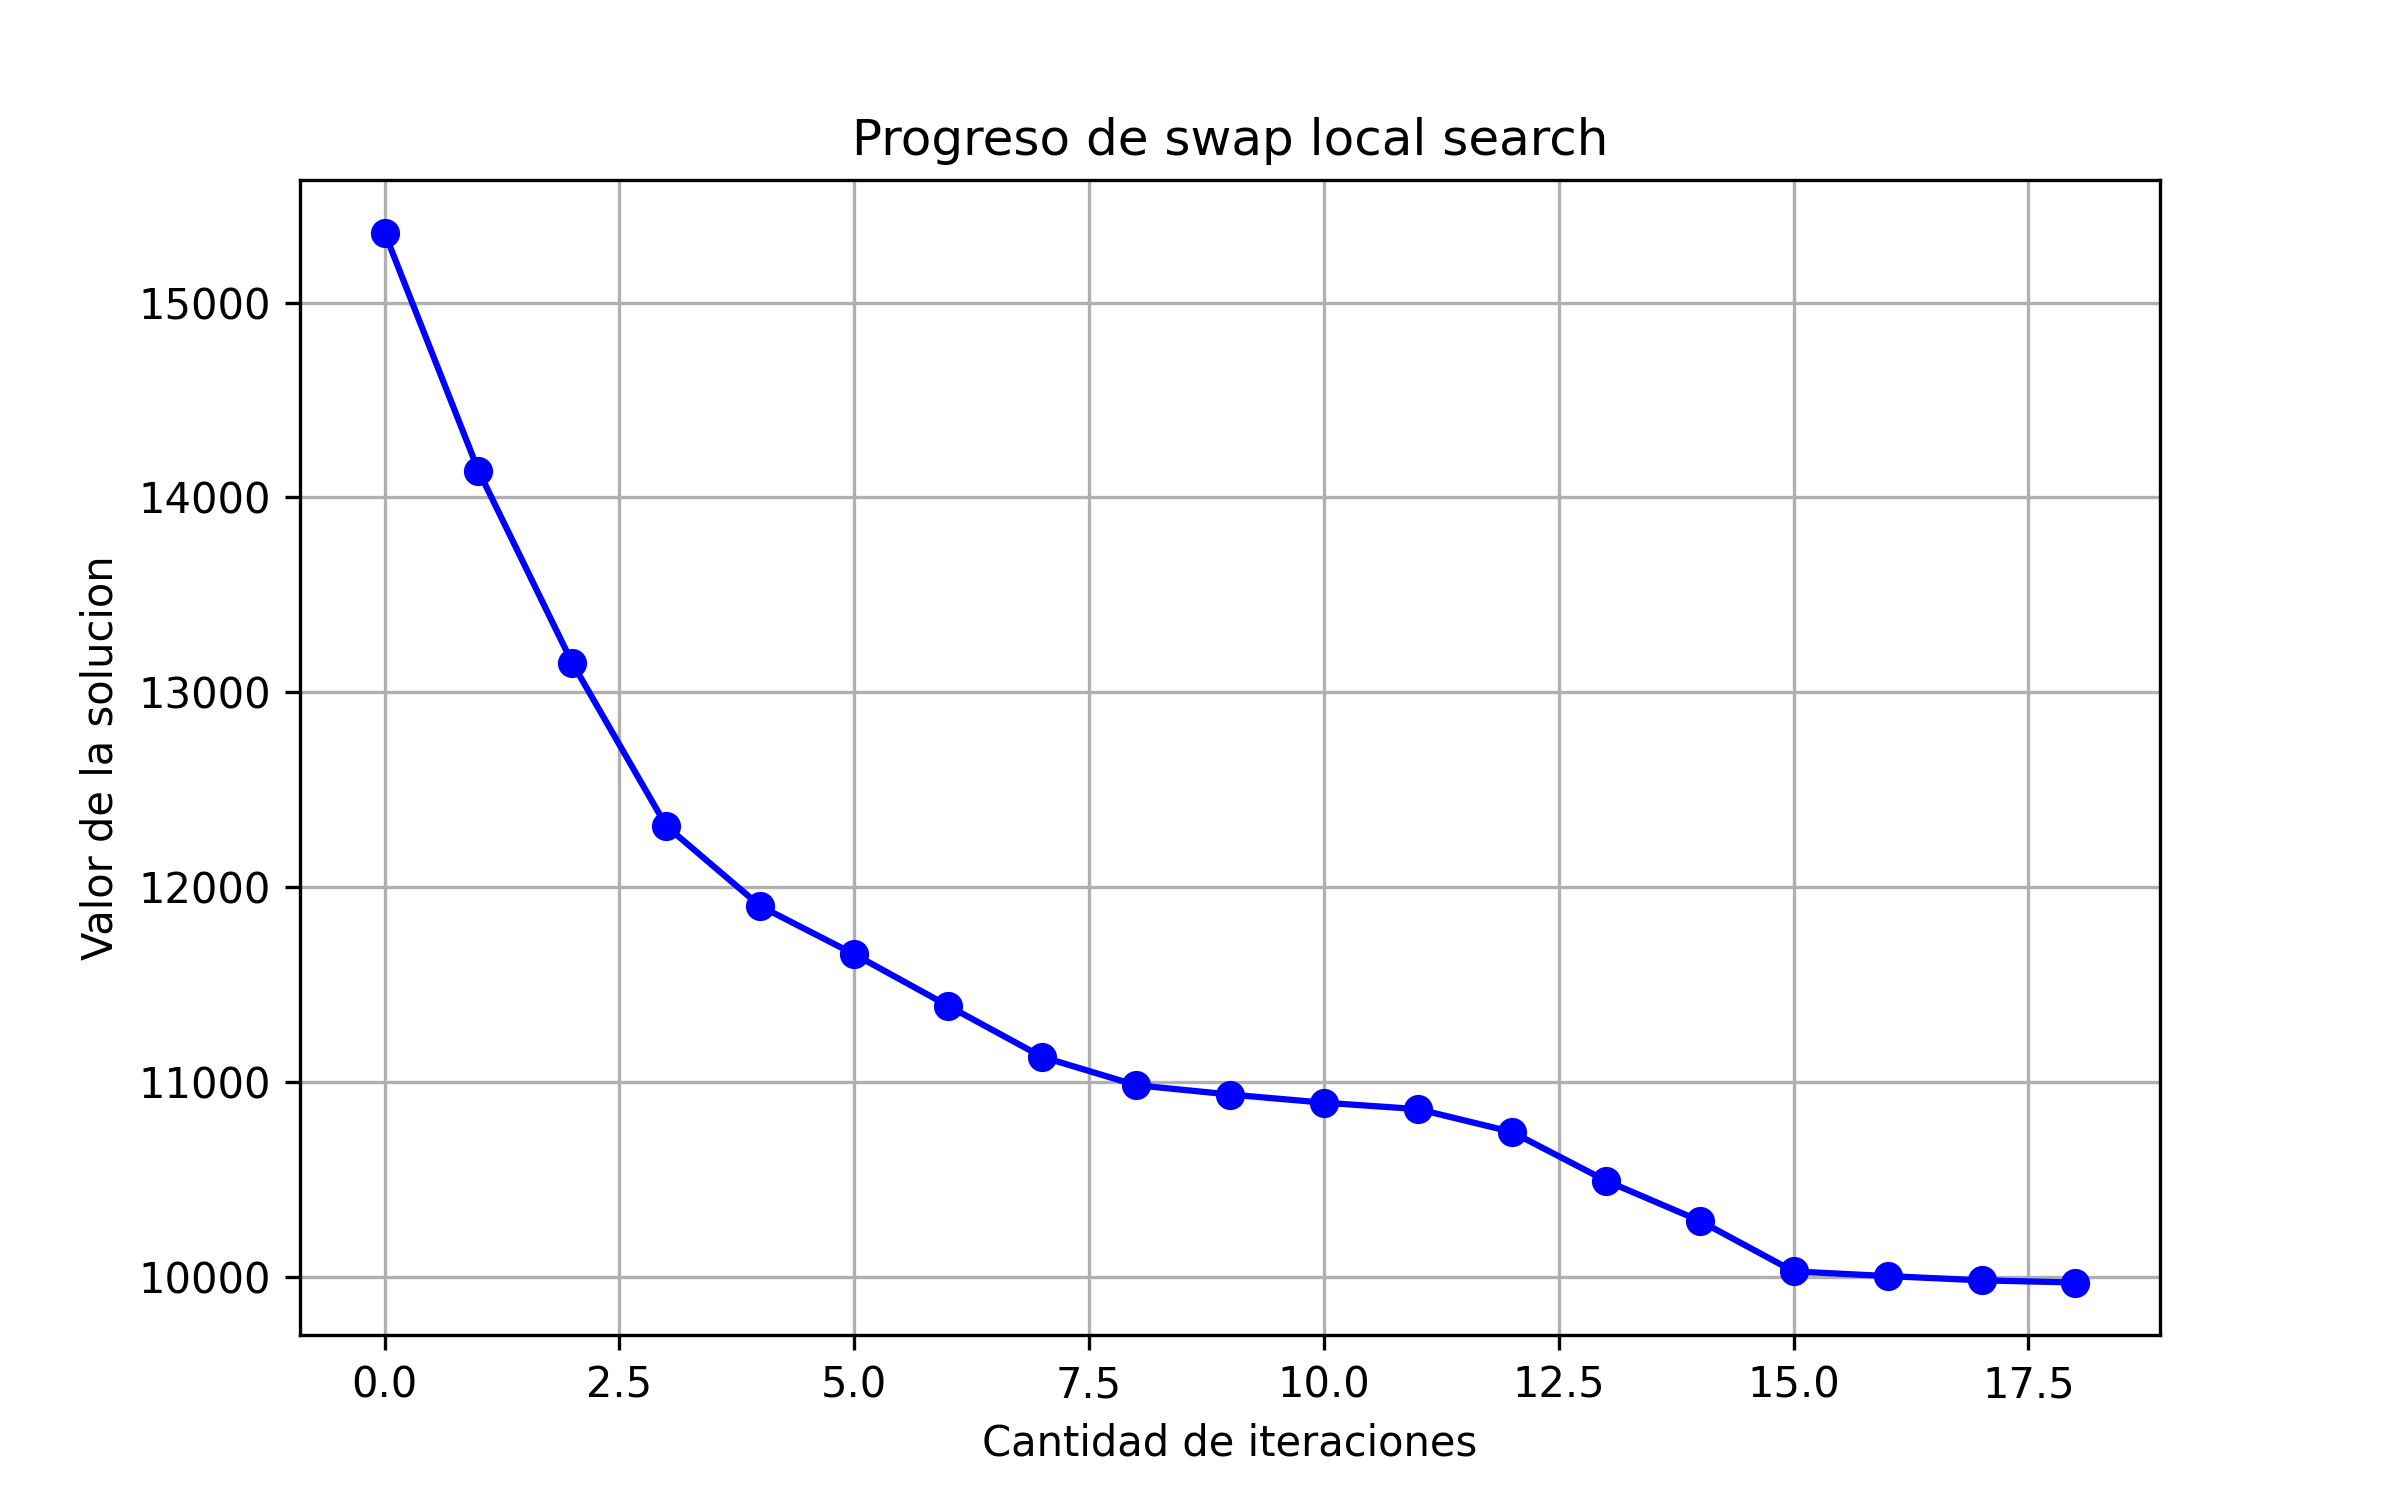 Progreso de swap local search
Valor de la solucion
15000
14000
13000
12000
11000
10000
0.0 2.5 5.0 7.5 10.0 12.5 15.0 17.5
Cantidad de iteraciones